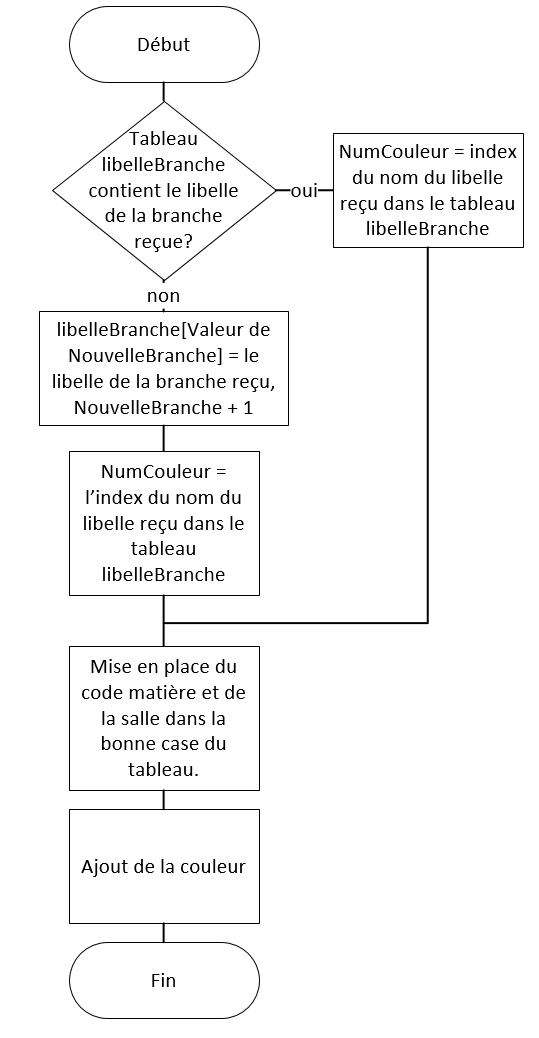 Début
Tableau
libelleBranche
contient le libelle
de la branche
reçue?
oui
NumCouleur = index
du nom du libelle
reçu dans le tableau
libelleBranche
non
libelleBranche[Valeur de
NouvelleBranche] = le
libelle de la branche reçu,
NouvelleBranche + 1
NumCouleur =
l’index du nom du
libelle reçu dans le
tableau
libelleBranche
Mise en place du
code matière et de
la salle dans la
bonne case du
tableau.
Ajout de la couleur
Fin